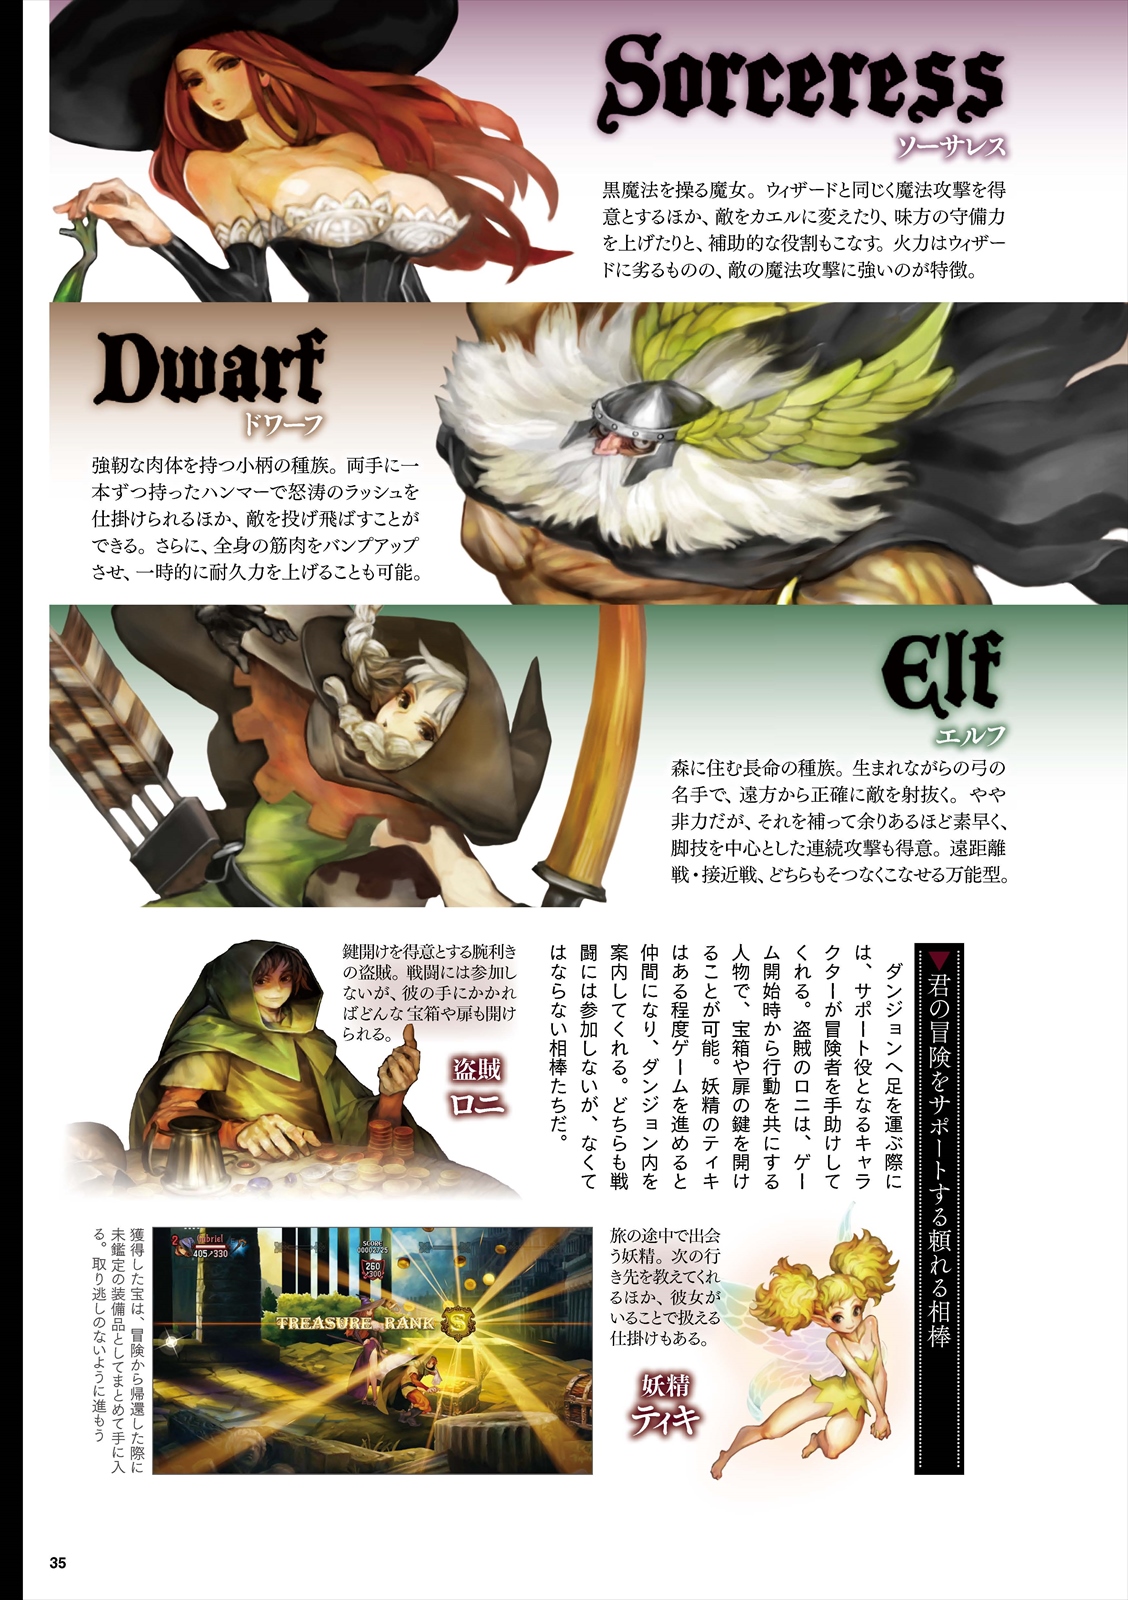 Sorceress
ソーサレス
黒魔法を操る魔女。ウィザードと同じく魔法攻撃を得
意とするほか、敵をカエルに変えたり、味方の守備力
を上げたりと、補助的な役割もこなす。火力はウィザー
ドに劣るものの、敵の魔法攻撃に強いのが特徴。
Dwarf
ドワーフ
強靭な肉体を持つ小柄の種族。両手に一
本ずつ持ったハンマーで怒涛のラッシュを
仕掛けられるほか、敵を投げ飛ばすことが
できる。さらに、全身の筋肉をバンプアップ
させ、一時的に耐久力を上げることも可能。
Elf
エルフ
森に住む長命の種族。生まれながらの弓の
名手で、遠方から正確に敵を射抜く。やや
非力だが、それを補って余りあるほど素早く、
脚技を中心とした連続攻撃も得意。遠距離
戦・接近戦、どちらもそつなくこなせる万能型。
▼君の冒険をサポートする頼れる相棒
ダンジョンへ足を運ぶ際に
は、サポート役となるキャラ
クターが冒険者を手助けして
くれる。盗賊のロニは、ゲー
ム開始時から行動を共にする
人物で、宝箱や扉の鍵を開け
ることが可能。妖精のティキ
はある程度ゲームを進めると
仲間になり、ダンジョン内を
案内してくれる。どちらも戦
闘には参加しないが、なくて
はならない相棒たちだ。
鍵開けを得意とする腕利き
の盗賊。戦闘には参加し
ないが、彼の手にかかれ
ばどんな宝箱や扉も開け
られる。
盗賊
ロニ
旅の途中で出会
う妖精。次の行
き先を教えてくれ
るほか、彼女が
いることで扱える
仕掛けもある。
妖精
ティキ
2
Gabriel
405/330
SCORE
00002725
260
300
TREASURE RANK S
獲得した宝は、冒険から帰還した際に
未鑑定の装備品としてまとめて手に入
る。取り逃しのないように進もう
35